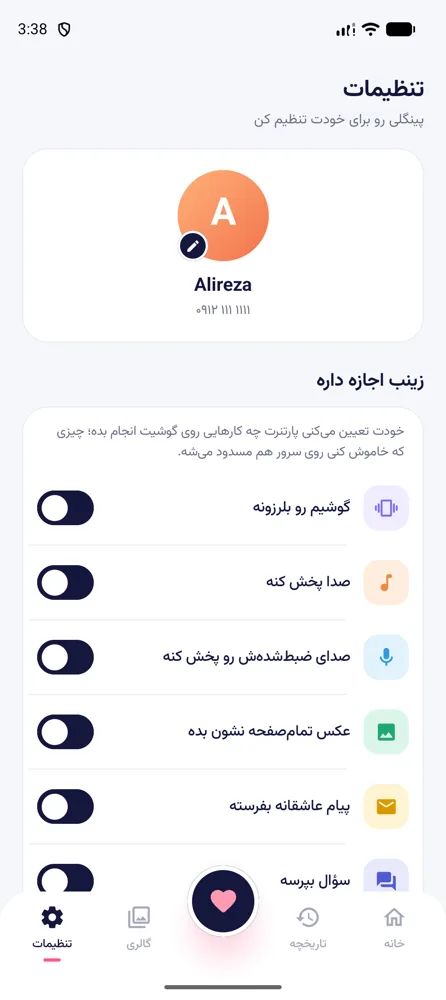 3:38
تنظیمات
پینگلی رو برای خودت تنظیم کن
A
Alireza
۰۹۱۲ ۱۱۱ ۱۱۱۱
زینب اجازه داره
خودت تعیین می‌کنی پارتنرت چه کارهایی روی گوشیت انجام بده؛ چیزی
که خاموش کنی روی سرور هم مسدود می‌شه.
گوشیم رو بلرزونه
صدا پخش کنه
صدای ضبط‌شده‌ش رو پخش کنه
عکس تمام‌صفحه نشون بده
پیام عاشقانه بفرسته
سؤال بپرسه
خانه
تاریخچه
گالری
تنظیمات